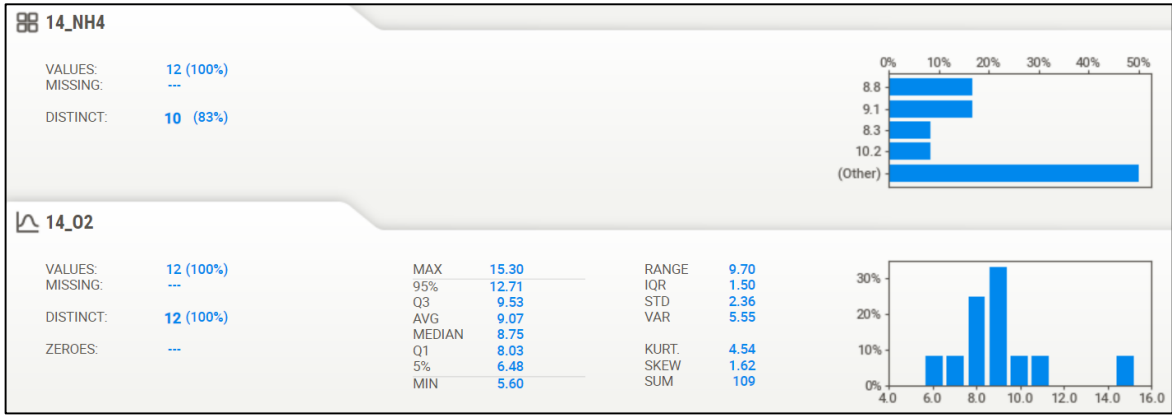 14_NH4
VALUES: 12 (100%)
MISSING: ---
DISTINCT: 10 (83%)
0% 10% 20% 30% 40% 50%
8.8
9.1
8.3
10.2
(Other)
14_O2
VALUES: 12 (100%)
MISSING: ---
DISTINCT: 12 (100%)
ZEROES: ---
MAX 15.30
95% 12.71
Q3 9.53
AVG 9.07
MEDIAN 8.75
Q1 8.03
5% 6.48
MIN 5.60
RANGE 9.70
IQR 1.50
STD 2.36
VAR 5.55
KURT. 4.54
SKEW 1.62
SUM 109
30%
20%
10%
0%
4.0 6.0 8.0 10.0 12.0 14.0 16.0